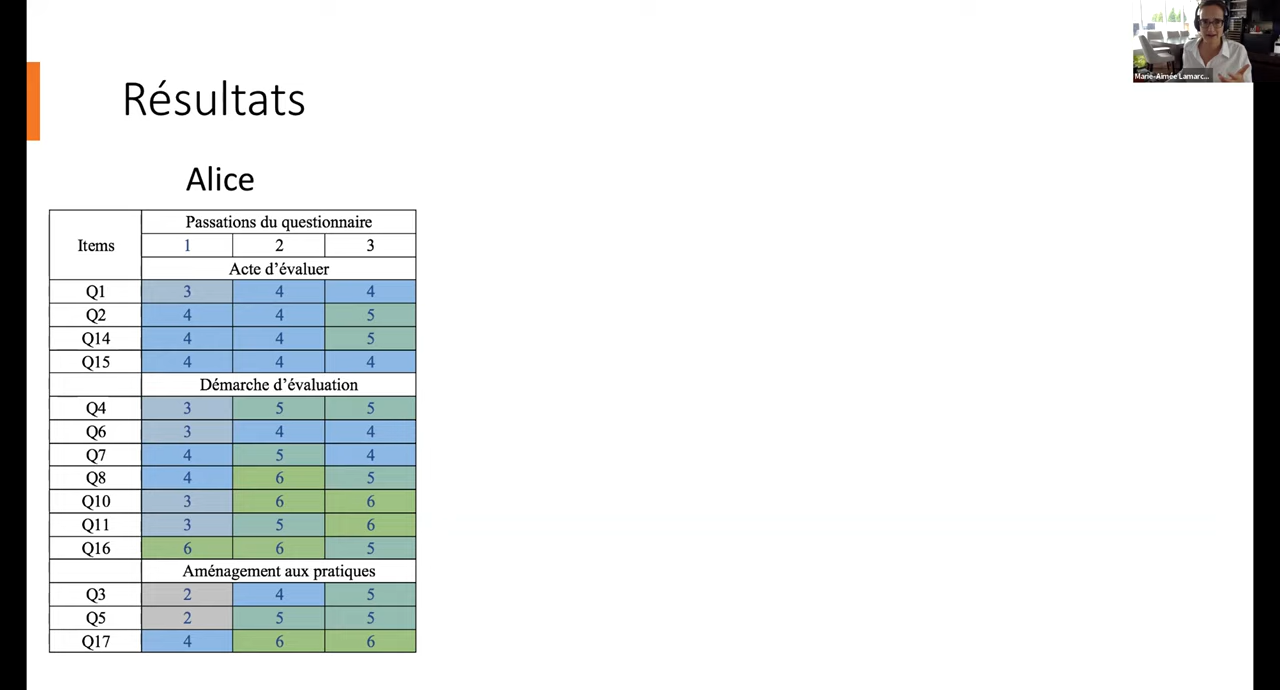 Marie-Aimée Lamarc...
Résultats
Alice
Items
Passations du questionnaire
1 2 3
Acte d'évaluer
Q1 3 4 4
Q2 4 4 5
Q14 4 4 5
Q15 4 4 4
Démarche d'évaluation
Q4 3 5 5
Q6 3 4 4
Q7 4 5 4
Q8 4 6 5
Q10 3 6 6
Q11 3 5 6
Q16 6 6 5
Aménagement aux pratiques
Q3 2 4 5
Q5 2 5 5
Q17 4 6 6